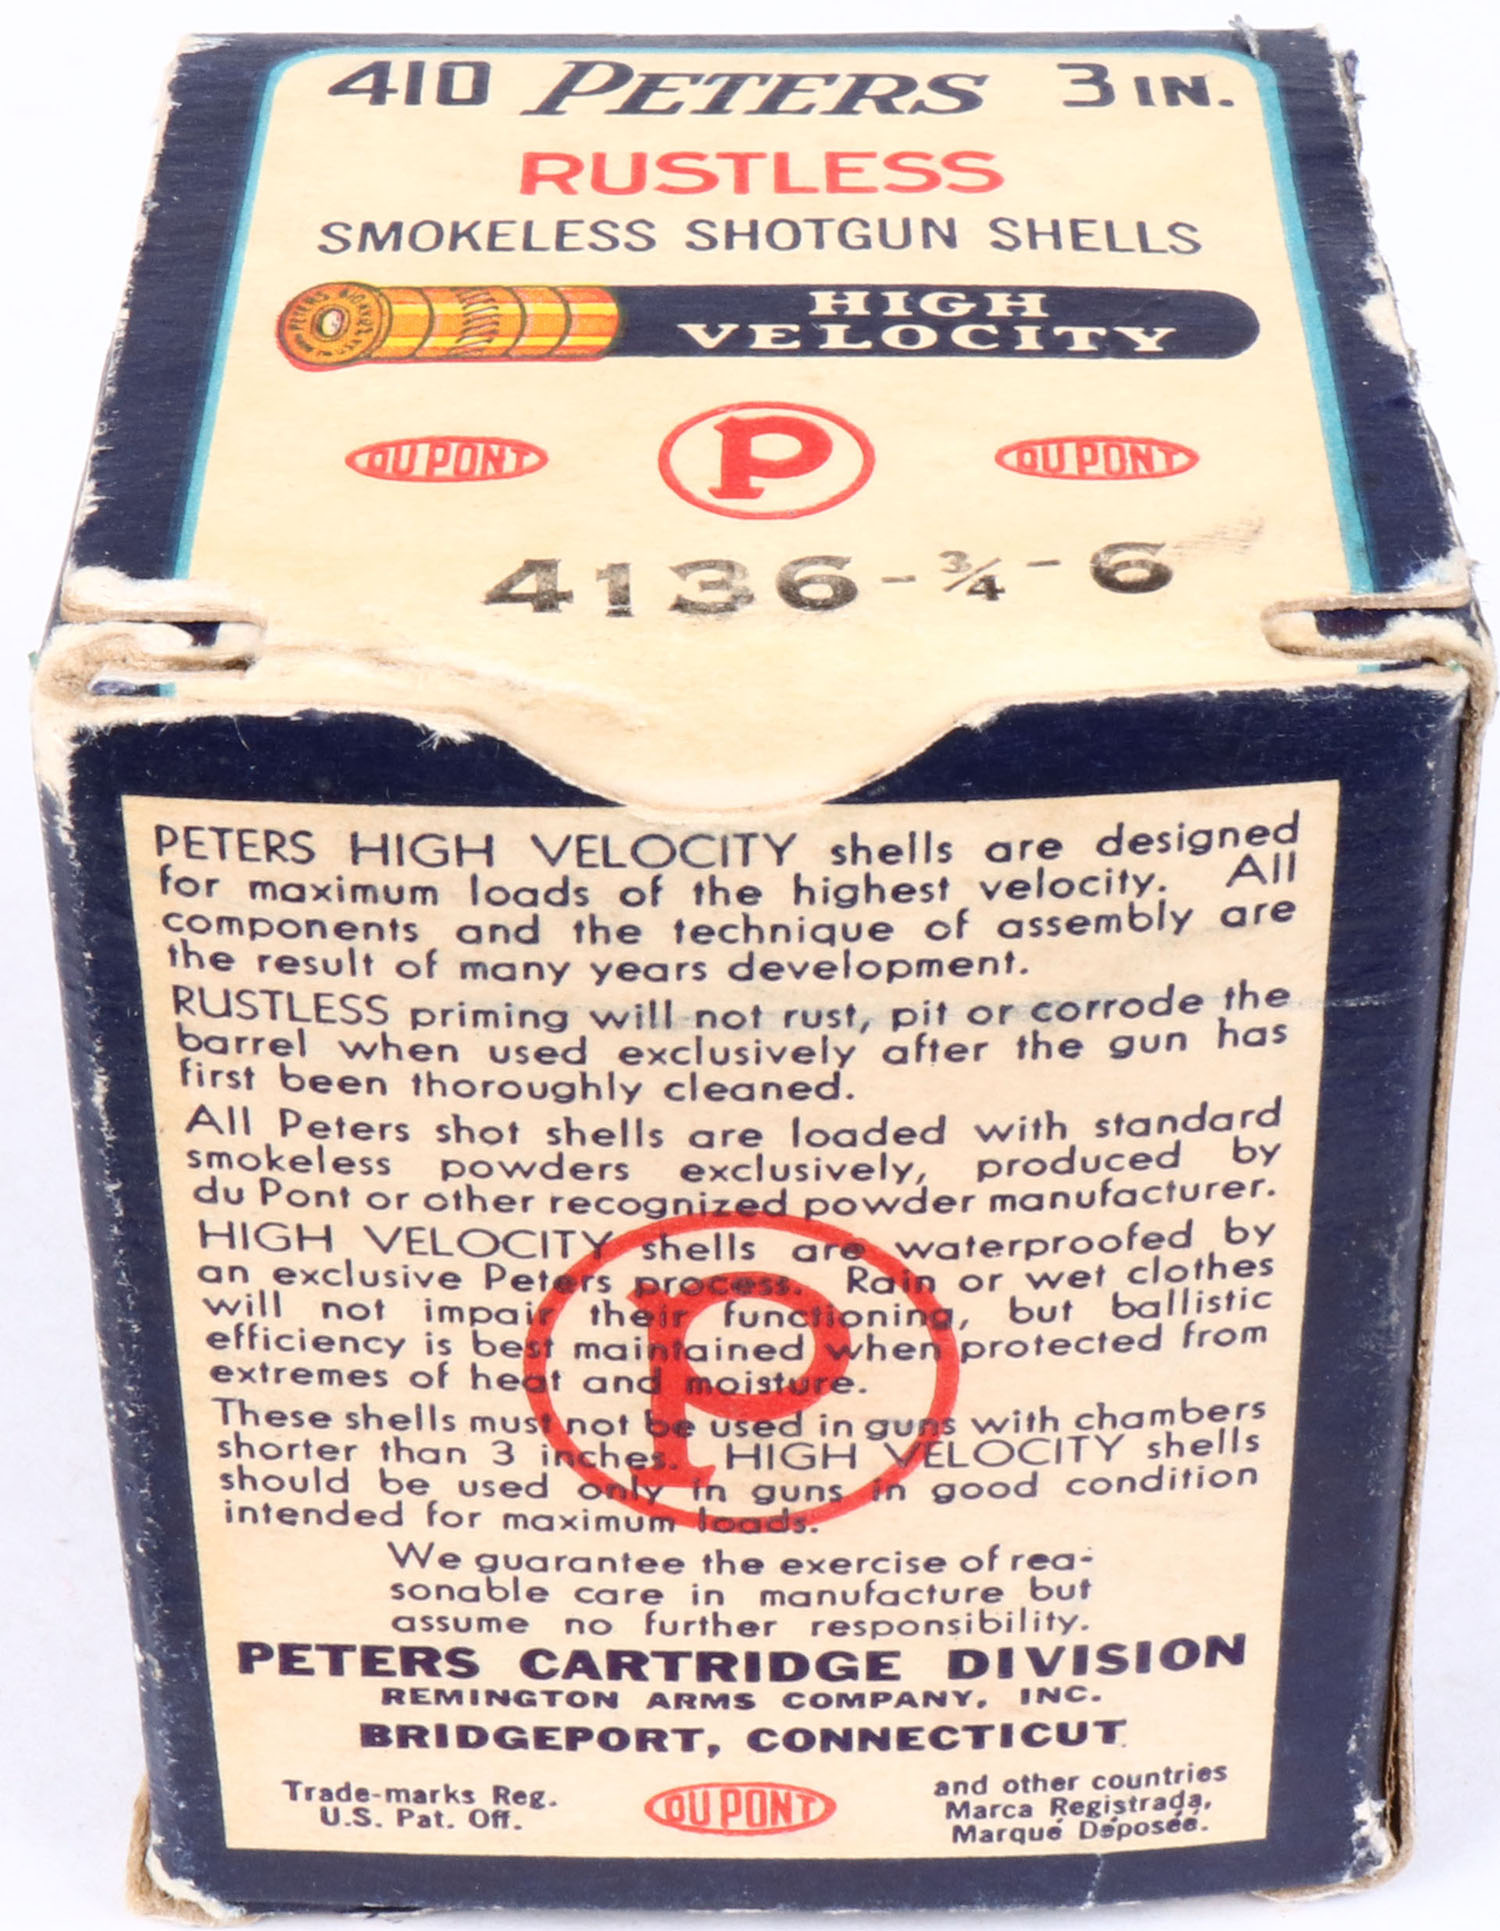 410 PETERS 3 IN.
RUSTLESS
SMOKELESS SHOTGUN SHELLS
HIGH
VELOCITY
DU PONT P DU PONT
4136-3/4-6
PETERS HIGH VELOCITY shells are designed
for maximum loads of the highest velocity. All
components and the technique of assembly are
the result of many years development.
RUSTLESS priming will not rust, pit or corrode the
barrel when used exclusively after the gun has
first been thoroughly cleaned.
All Peters shot shells are loaded with standard
smokeless powders exclusively, produced by
du Pont or other recognized powder manufacturer.
HIGH VELOCITY shells are waterproofed by
an exclusive Peters process. Rain or wet clothes
will not impair their functioning, but ballistic
efficiency is best maintained when protected from
extremes of heat and moisture.
These shells must not be used in guns with chambers
shorter than 3 inches. HIGH VELOCITY shells
should be used only in guns in good condition
intended for maximum loads.
P
We guarantee the exercise of rea-
sonable care in manufacture but
assume no further responsibility.
PETERS CARTRIDGE DIVISION
REMINGTON ARMS COMPANY, INC.
BRIDGEPORT, CONNECTICUT
Trade-marks Reg.
U.S. Pat. Off.
DU PONT
and other countries
Marca Registrada,
Marque Déposée.